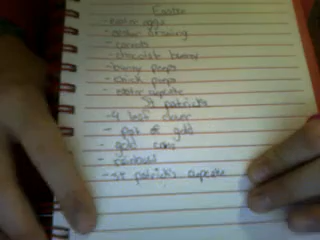 Easter
- easter eggs
- easter drawing
- carrots
- chocolate bunny
- bunny peeps
- chick peeps
- easter cupcake
St patricks
- 4 leaf clover
- pot of gold
- gold coins
- rainbows
- St patrick's cupcake